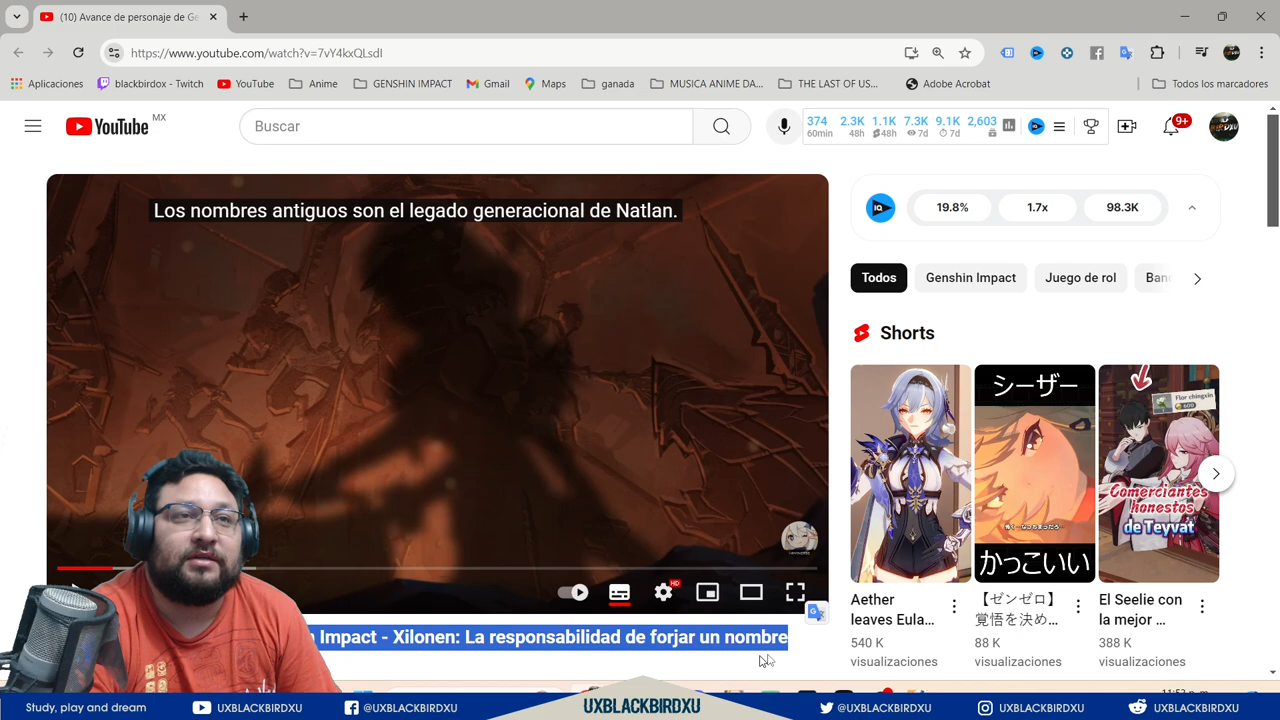 (10) Avance de personaje de Ge
https://www.youtube.com/watch?v=7vY4kxQLsdI
Aplicaciones
blackbirdox - Twitch
YouTube
Anime
GENSHIN IMPACT
Gmail
Maps
ganada
MUSICA ANIME DA...
THE LAST OF US...
Adobe Acrobat
Todos los marcadores
YouTube MX
Buscar
374 2.3K 1.1K 7.3K 9.1K 2,603
60min 48h 48h 7d 7d
9+
Los nombres antiguos son el legado generacional de Natlan.
IQ
19.8%
1.7x
98.3K
Todos
Genshin Impact
Juego de rol
Shorts
シーザー
かっこいい
Flor chingxin
600
Comerciantes
honestos
de Teyvat
HD
Aether
leaves Eula...
540 K
visualizaciones
【ゼンゼロ】
覚悟を決め...
88 K
visualizaciones
El Seelie con
la mejor ...
388 K
visualizaciones
n Impact - Xilonen: La responsabilidad de forjar un nombre
Study, play and dream
UXBLACKBIRDXU
@UXBLACKBIRDXU
UXBLACKBIRDXU
@UXBLACKBIRDXU
UXBLACKBIRDXU
UXBLACKBIRDXU